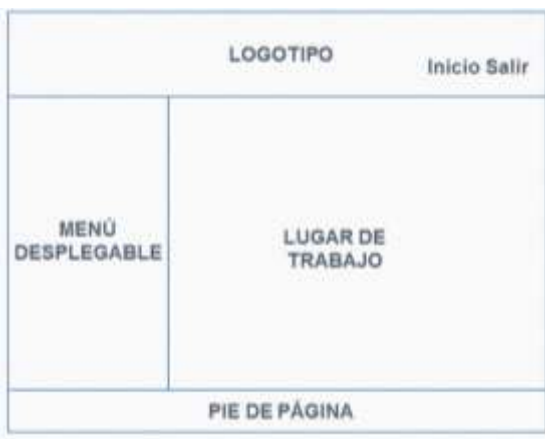 LOGOTIPO
Inicio Salir
MENÚ
DESPLEGABLE
LUGAR DE
TRABAJO
PIE DE PÁGINA